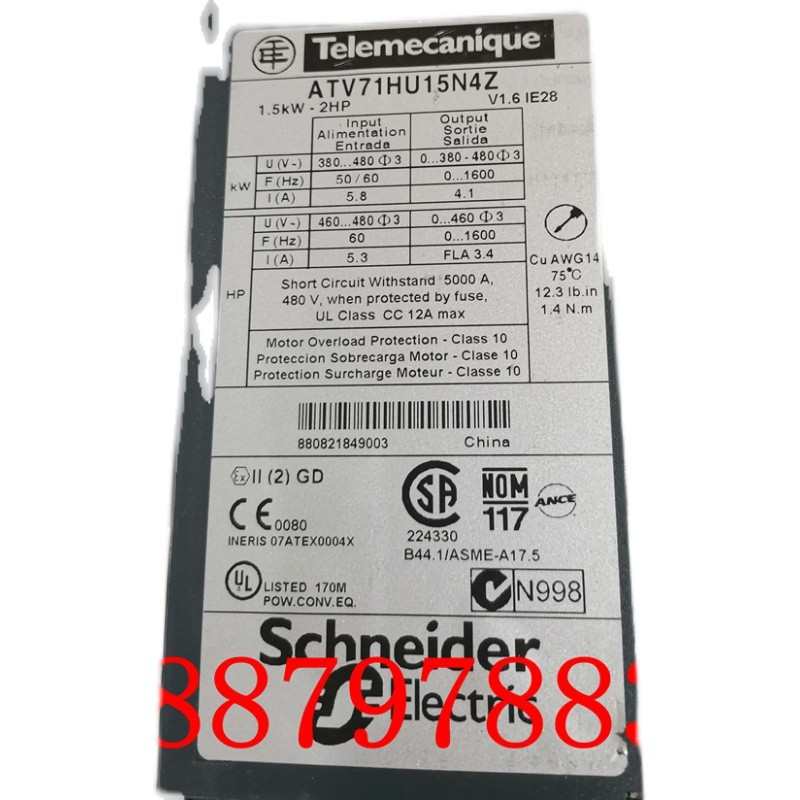 Telemecanique
ATV71HU15N4Z
1.5kW - 2HP V1.6 IE28
Input Output
Alimentation Sortie
Entrada Salida
kW
U (V~) 380...480 Φ 3 0...380 - 480 Φ 3
F (Hz) 50 / 60 0...1600
I (A) 5.8 4.1
HP
U (V~) 460...480 Φ 3 0...460 Φ 3
F (Hz) 60 0...1600
I (A) 5.3 FLA 3.4
Short Circuit Withstand 5000 A,
480 V, when protected by fuse,
UL Class CC 12A max
Cu AWG14
75°C
12.3 lb.in
1.4 N.m
Motor Overload Protection - Class 10
Proteccion Sobrecarga Motor - Clase 10
Protection Surcharge Moteur - Classe 10
880821849003 China
Ex II (2) GD
CE 0080
INERIS 07ATEX0004X
SA
224330
B44.1/ASME-A17.5
NOM
117
ANCE
UL LISTED 170M
POW.CONV.EQ.
N998
Schneider
Electric
88797883